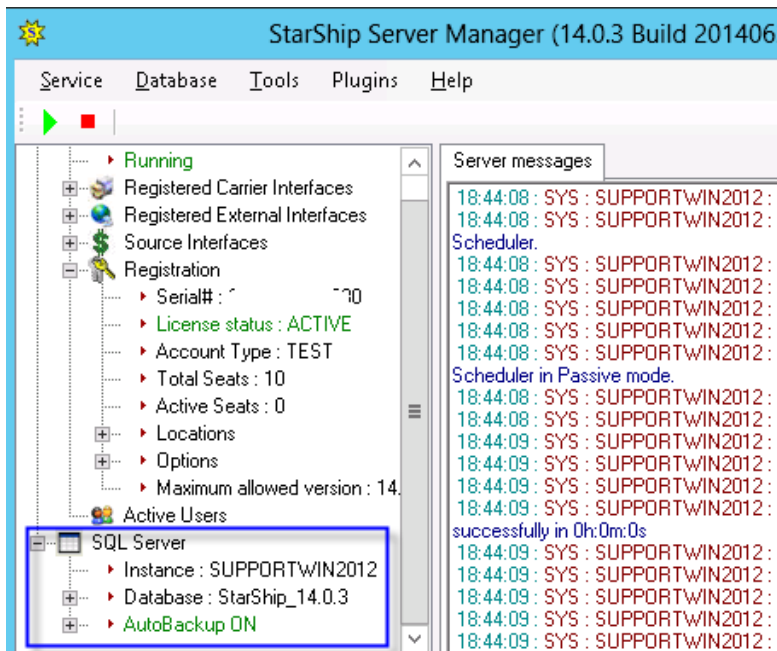 StarShip Server Manager (14.0.3 Build 201406
Service Database Tools Plugins Help
Running
Registered Carrier Interfaces
Registered External Interfaces
Source Interfaces
Registration
Serial# :
License status : ACTIVE
Account Type : TEST
Total Seats : 10
Active Seats : 0
Locations
Options
Maximum allowed version : 14.
Active Users
SQL Server
Instance : SUPPORTWIN2012
Database : StarShip_14.0.3
AutoBackup ON
Server messages
18:44:08 : SYS : SUPPORTWIN2012 :
18:44:08 : SYS : SUPPORTWIN2012 :
Scheduler.
18:44:08 : SYS : SUPPORTWIN2012 :
18:44:08 : SYS : SUPPORTWIN2012 :
18:44:08 : SYS : SUPPORTWIN2012 :
18:44:08 : SYS : SUPPORTWIN2012 :
18:44:08 : SYS : SUPPORTWIN2012 :
Scheduler in Passive mode.
18:44:08 : SYS : SUPPORTWIN2012 :
18:44:08 : SYS : SUPPORTWIN2012 :
18:44:09 : SYS : SUPPORTWIN2012 :
18:44:09 : SYS : SUPPORTWIN2012 :
18:44:09 : SYS : SUPPORTWIN2012 :
18:44:09 : SYS : SUPPORTWIN2012 :
successfully in 0h:0m:0s
18:44:09 : SYS : SUPPORTWIN2012 :
18:44:09 : SYS : SUPPORTWIN2012 :
18:44:09 : SYS : SUPPORTWIN2012 :
18:44:09 : SYS : SUPPORTWIN2012 :
18:44:09 : SYS : SUPPORTWIN2012 :